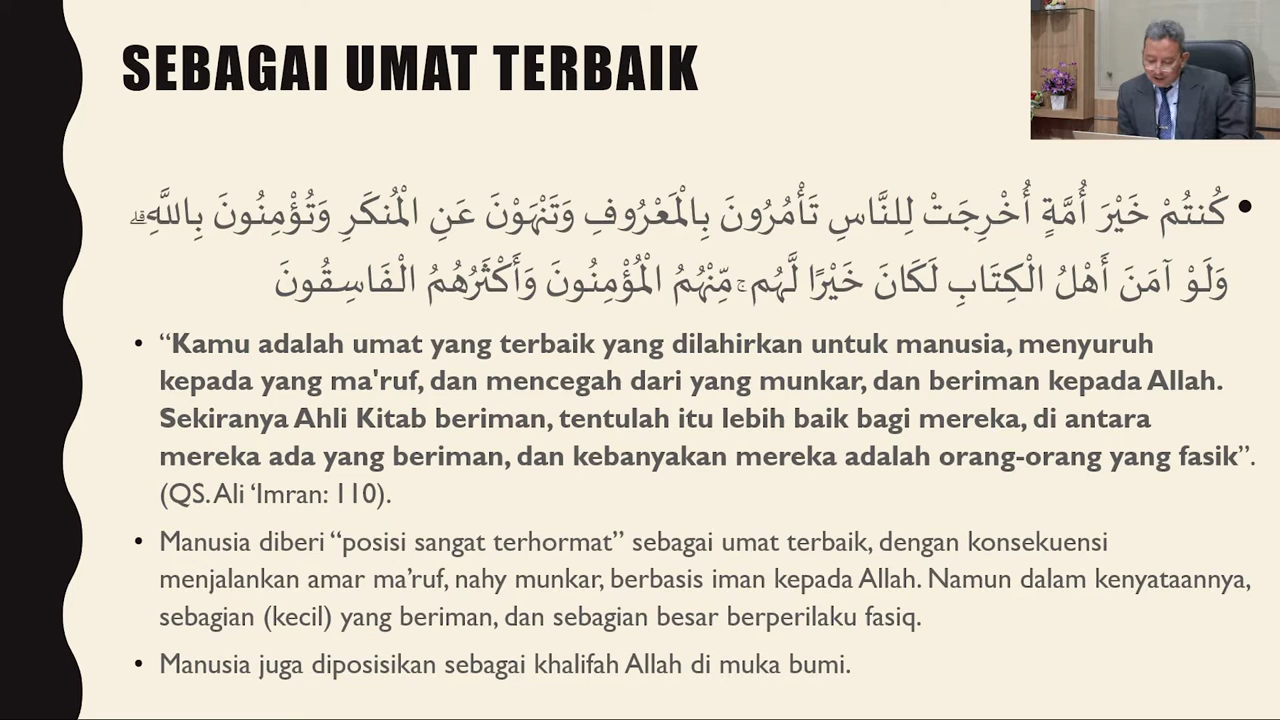 SEBAGAI UMAT TERBAIK
• كُنتُمْ خَيْرَ أُمَّةٍ أُخْرِجَتْ لِلنَّاسِ تَأْمُرُونَ بِالْمَعْرُوفِ وَتَنْهَوْنَ عَنِ الْمُنكَرِ وَتُؤْمِنُونَ بِاللَّهِ ۗ
وَلَوْ آمَنَ أَهْلُ الْكِتَابِ لَكَانَ خَيْرًا لَّهُم ۚ مِّنْهُمُ الْمُؤْمِنُونَ وَأَكْثَرُهُمُ الْفَاسِقُونَ
• “Kamu adalah umat yang terbaik yang dilahirkan untuk manusia, menyuruh
kepada yang ma'ruf, dan mencegah dari yang munkar, dan beriman kepada Allah.
Sekiranya Ahli Kitab beriman, tentulah itu lebih baik bagi mereka, di antara
mereka ada yang beriman, dan kebanyakan mereka adalah orang-orang yang fasik”.
(QS. Ali ‘Imran: 110).
• Manusia diberi “posisi sangat terhormat” sebagai umat terbaik, dengan konsekuensi
menjalankan amar ma’ruf, nahy munkar, berbasis iman kepada Allah. Namun dalam kenyataannya,
sebagian (kecil) yang beriman, dan sebagian besar berperilaku fasiq.
• Manusia juga diposisikan sebagai khalifah Allah di muka bumi.